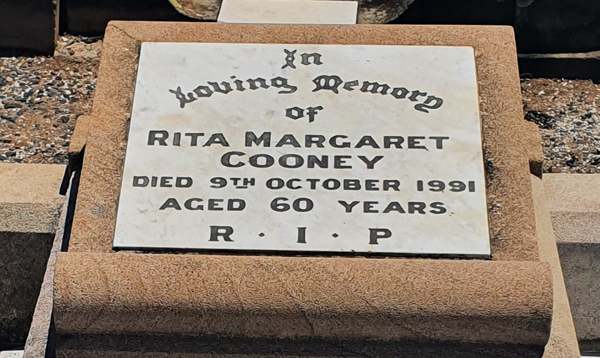 In
Loving Memory
of
RITA MARGARET
COONEY
DIED 9TH OCTOBER 1991
AGED 60 YEARS
R · I · P